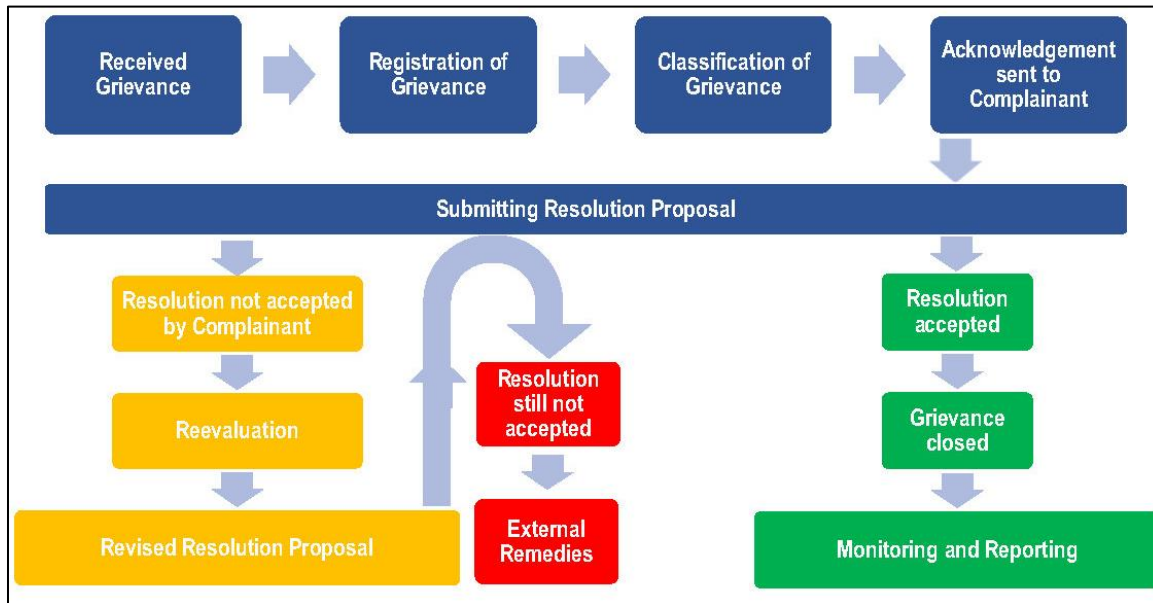 Received
Grievance
Registration of
Grievance
Classification of
Grievance
Acknowledgement
sent to
Complainant
Submitting Resolution Proposal
Resolution not accepted
by Complainant
Reevaluation
Revised Resolution Proposal
Resolution
still not
accepted
External
Remedies
Resolution
accepted
Grievance
closed
Monitoring and Reporting